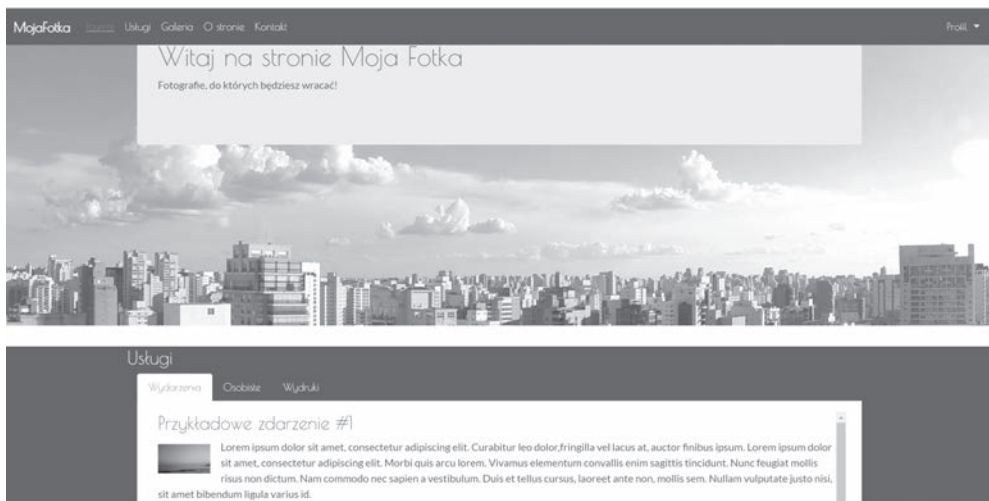 MojaFotka Usługi Galeria O stronie Kontakt Profil
Witaj na stronie Moja Fotka
Fotografie, do których będziesz wracać!
Usługi
Wydarzenia Osobiste Wydruki
Przykładowe zdarzenie #1
Lorem ipsum dolor sit amet, consectetur adipiscing elit. Curabitur leo dolor,fringilla vel lacus at, auctor finibus ipsum. Lorem ipsum dolor
sit amet, consectetur adipiscing elit. Morbi quis arcu lorem. Vivamus elementum convallis enim sagittis tincidunt. Nunc feugiat mollis
risus non dictum. Nam commodo nec sapien a vestibulum. Duis et tellus cursus, laoreet ante non, mollis sem. Nullam vulputate justo nisi,
sit amet bibendum ligula varius id.